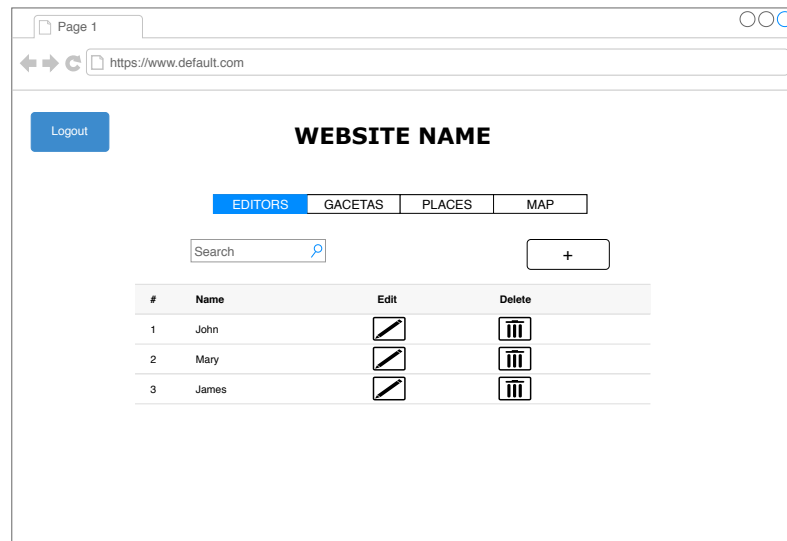 Page 1
https://www.default.com
Logout
WEBSITE NAME
EDITORS GACETAS PLACES MAP
Search +
# Name Edit Delete
1 John
2 Mary
3 James